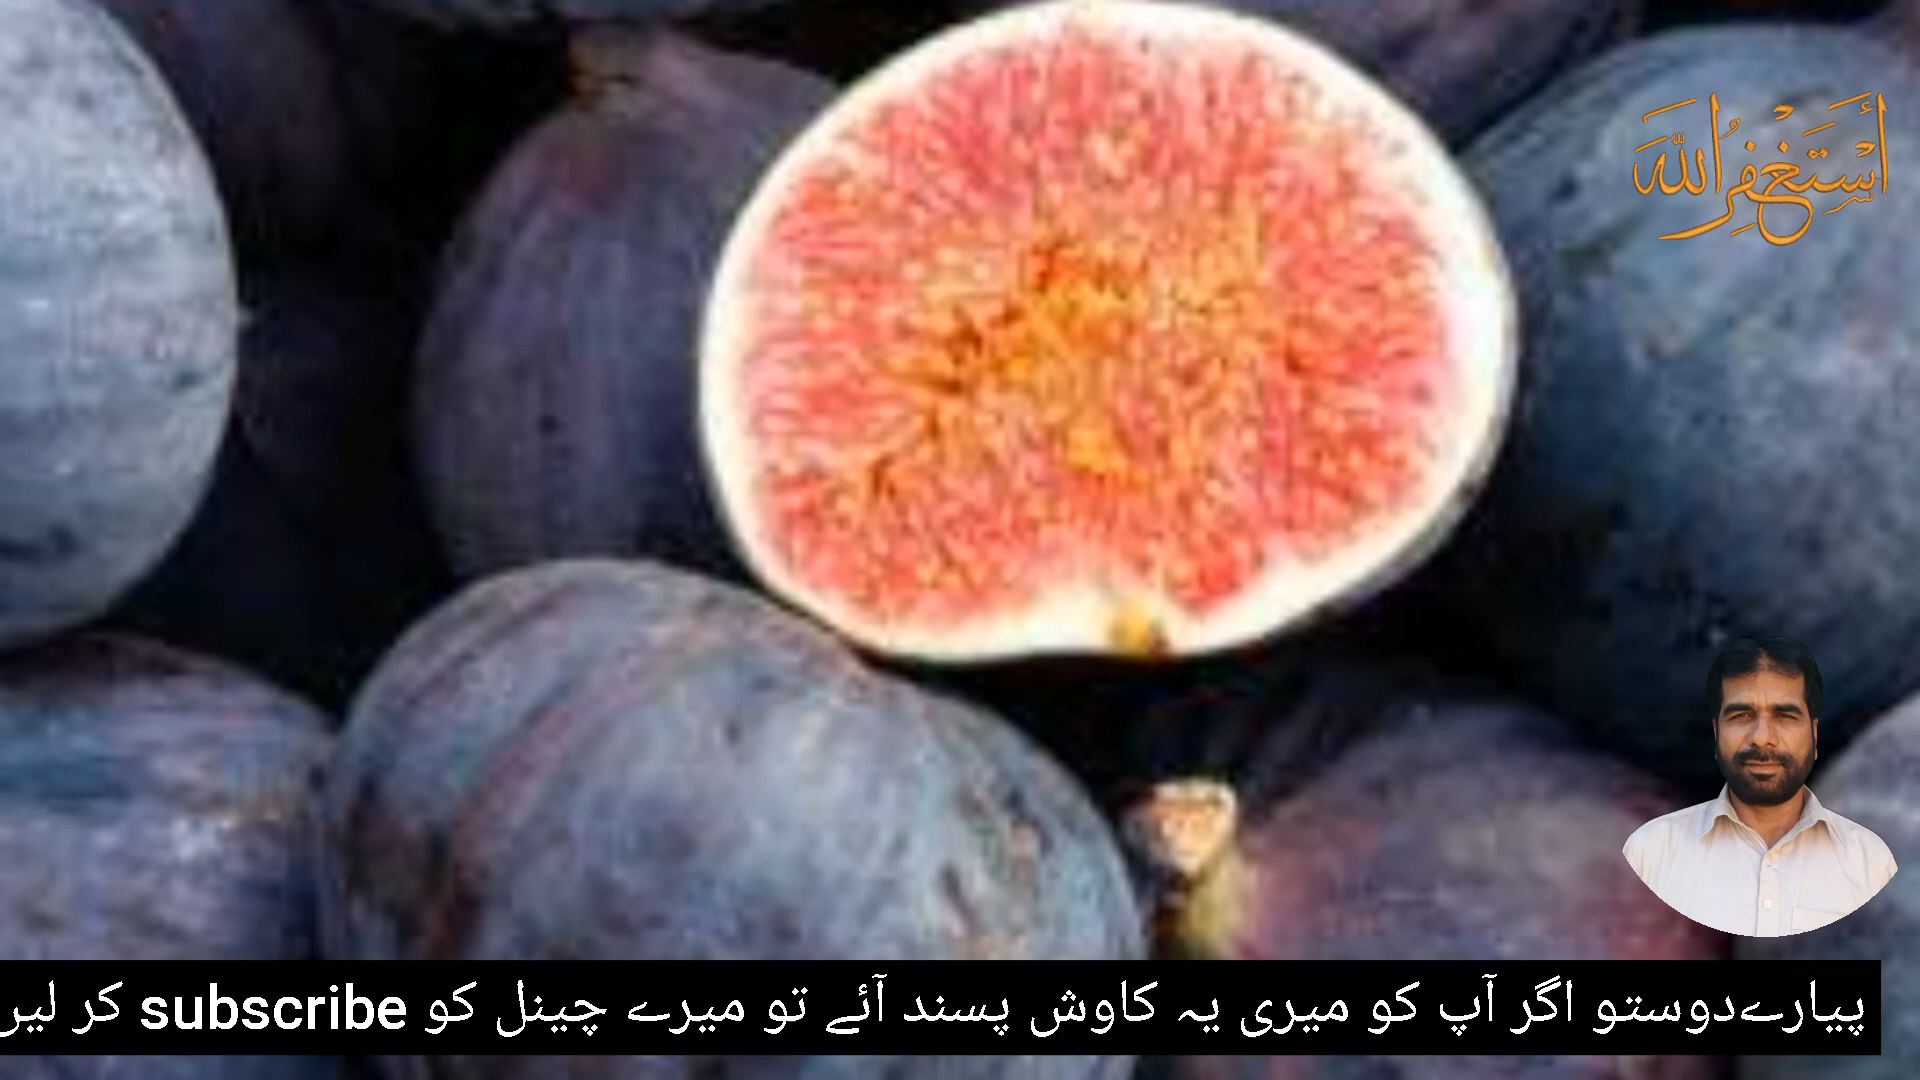 أَسْتَغْفِرُ اللّٰه
پیارےدوستو اگر آپ کو میری یہ کاوش پسند آئے تو میرے چینل کو subscribe کر لیں